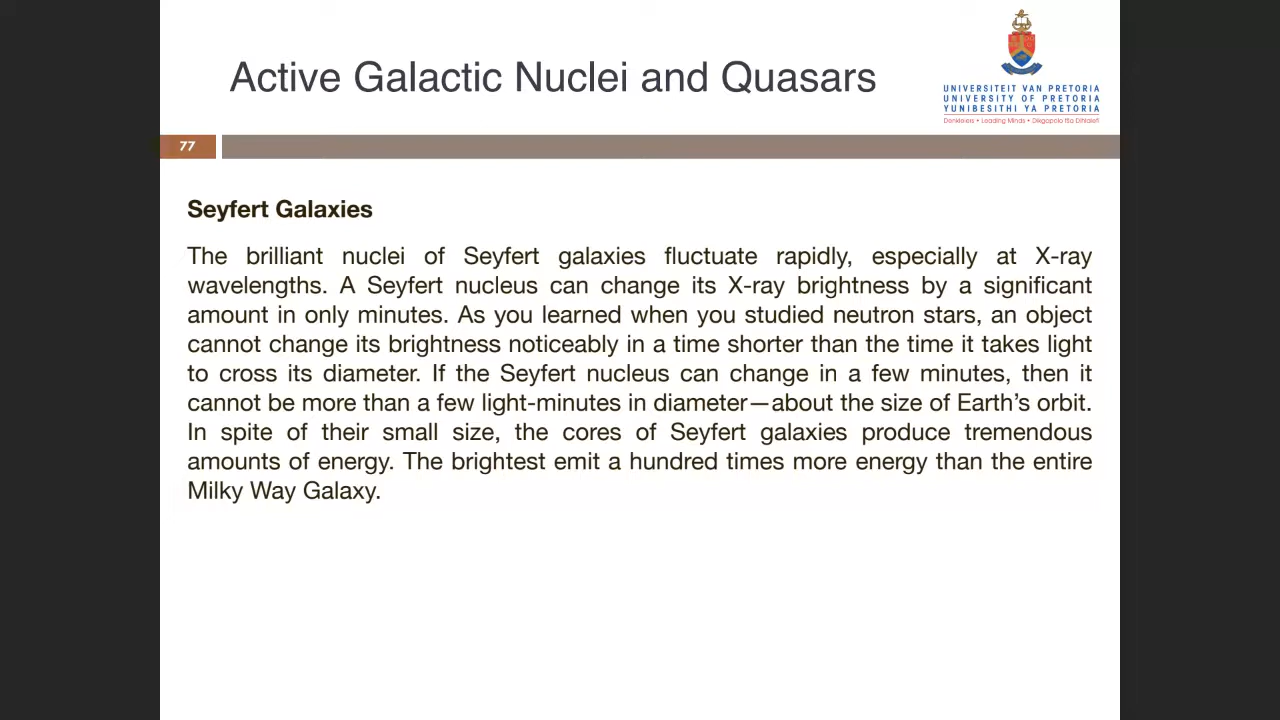 Active Galactic Nuclei and Quasars
UNIVERSITEIT VAN PRETORIA
UNIVERSITY OF PRETORIA
YUNIBESITHI YA PRETORIA
Denkleiers • Leading Minds • Dikgopolo tša Dihlalefi
77
Seyfert Galaxies
The brilliant nuclei of Seyfert galaxies fluctuate rapidly, especially at X-ray
wavelengths. A Seyfert nucleus can change its X-ray brightness by a significant
amount in only minutes. As you learned when you studied neutron stars, an object
cannot change its brightness noticeably in a time shorter than the time it takes light
to cross its diameter. If the Seyfert nucleus can change in a few minutes, then it
cannot be more than a few light-minutes in diameter—about the size of Earth’s orbit.
In spite of their small size, the cores of Seyfert galaxies produce tremendous
amounts of energy. The brightest emit a hundred times more energy than the entire
Milky Way Galaxy.